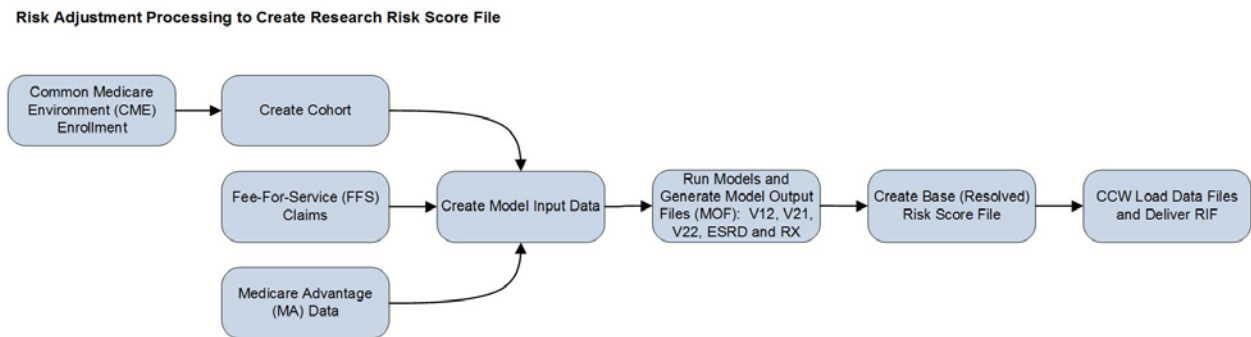 Risk Adjustment Processing to Create Research Risk Score File
Common Medicare
Environment (CME)
Enrollment
Create Cohort
Fee-For-Service (FFS)
Claims
Medicare Advantage
(MA) Data
Create Model Input Data
Run Models and
Generate Model Output
Files (MOF): V12, V21,
V22, ESRD and RX
Create Base (Resolved)
Risk Score File
CCW Load Data Files
and Deliver RIF